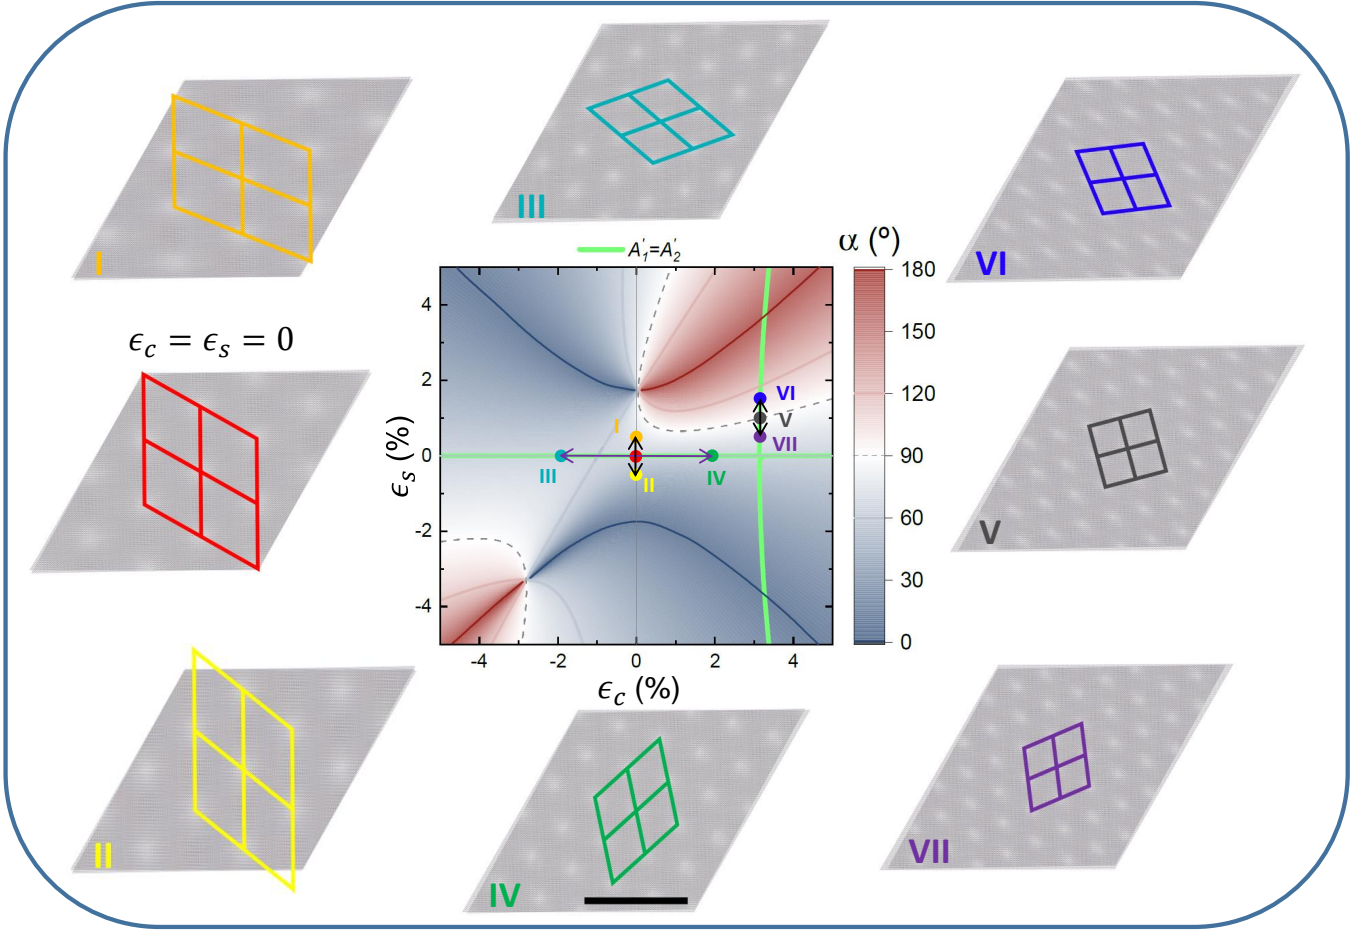 III
I
VI
A'₁=A'₂
α (º)
ϵc = ϵs = 0
180
150
120
90
60
30
0
4
2
0
-2
-4
ϵs (%)
I
II
III
IV
VI
V
VII
-4
-2
0
2
4
ϵc (%)
V
II
IV
VII